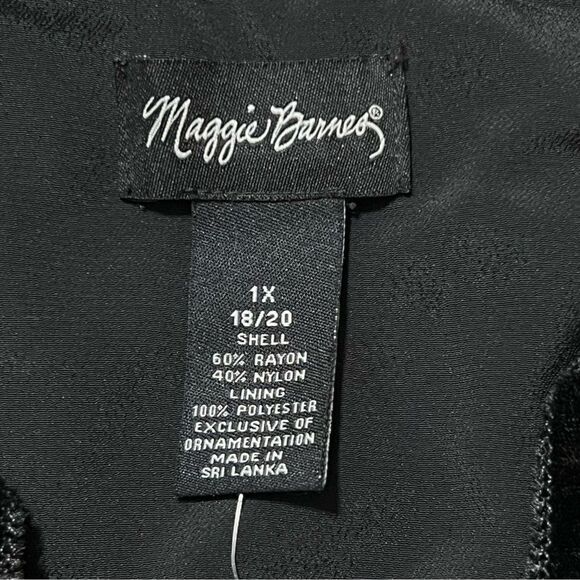 Maggie Barnes®
1X
18/20
SHELL
60% RAYON
40% NYLON
LINING
100% POLYESTER
EXCLUSIVE OF
ORNAMENTATION
MADE IN
SRI LANKA